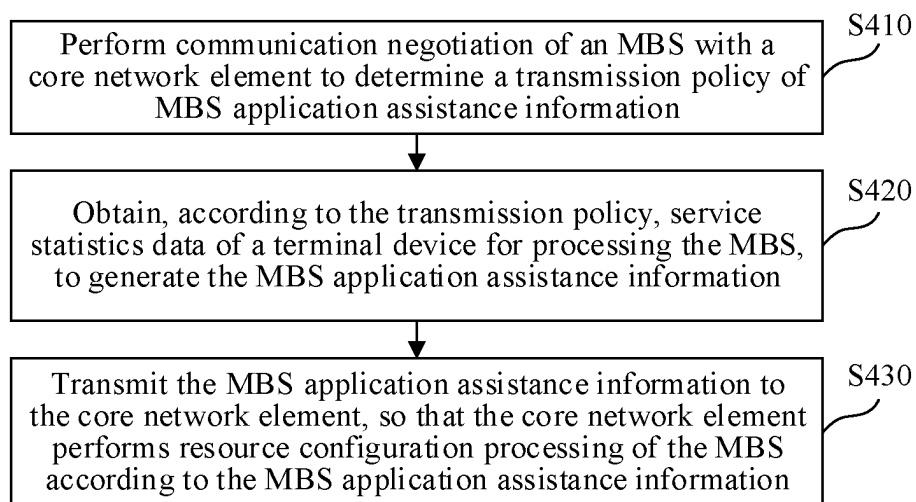 Perform communication negotiation of an MBS with a
core network element to determine a transmission policy of
MBS application assistance information
S410
Obtain, according to the transmission policy, service
statistics data of a terminal device for processing the MBS,
to generate the MBS application assistance information
S420
Transmit the MBS application assistance information to
the core network element, so that the core network element
performs resource configuration processing of the MBS
according to the MBS application assistance information
S430